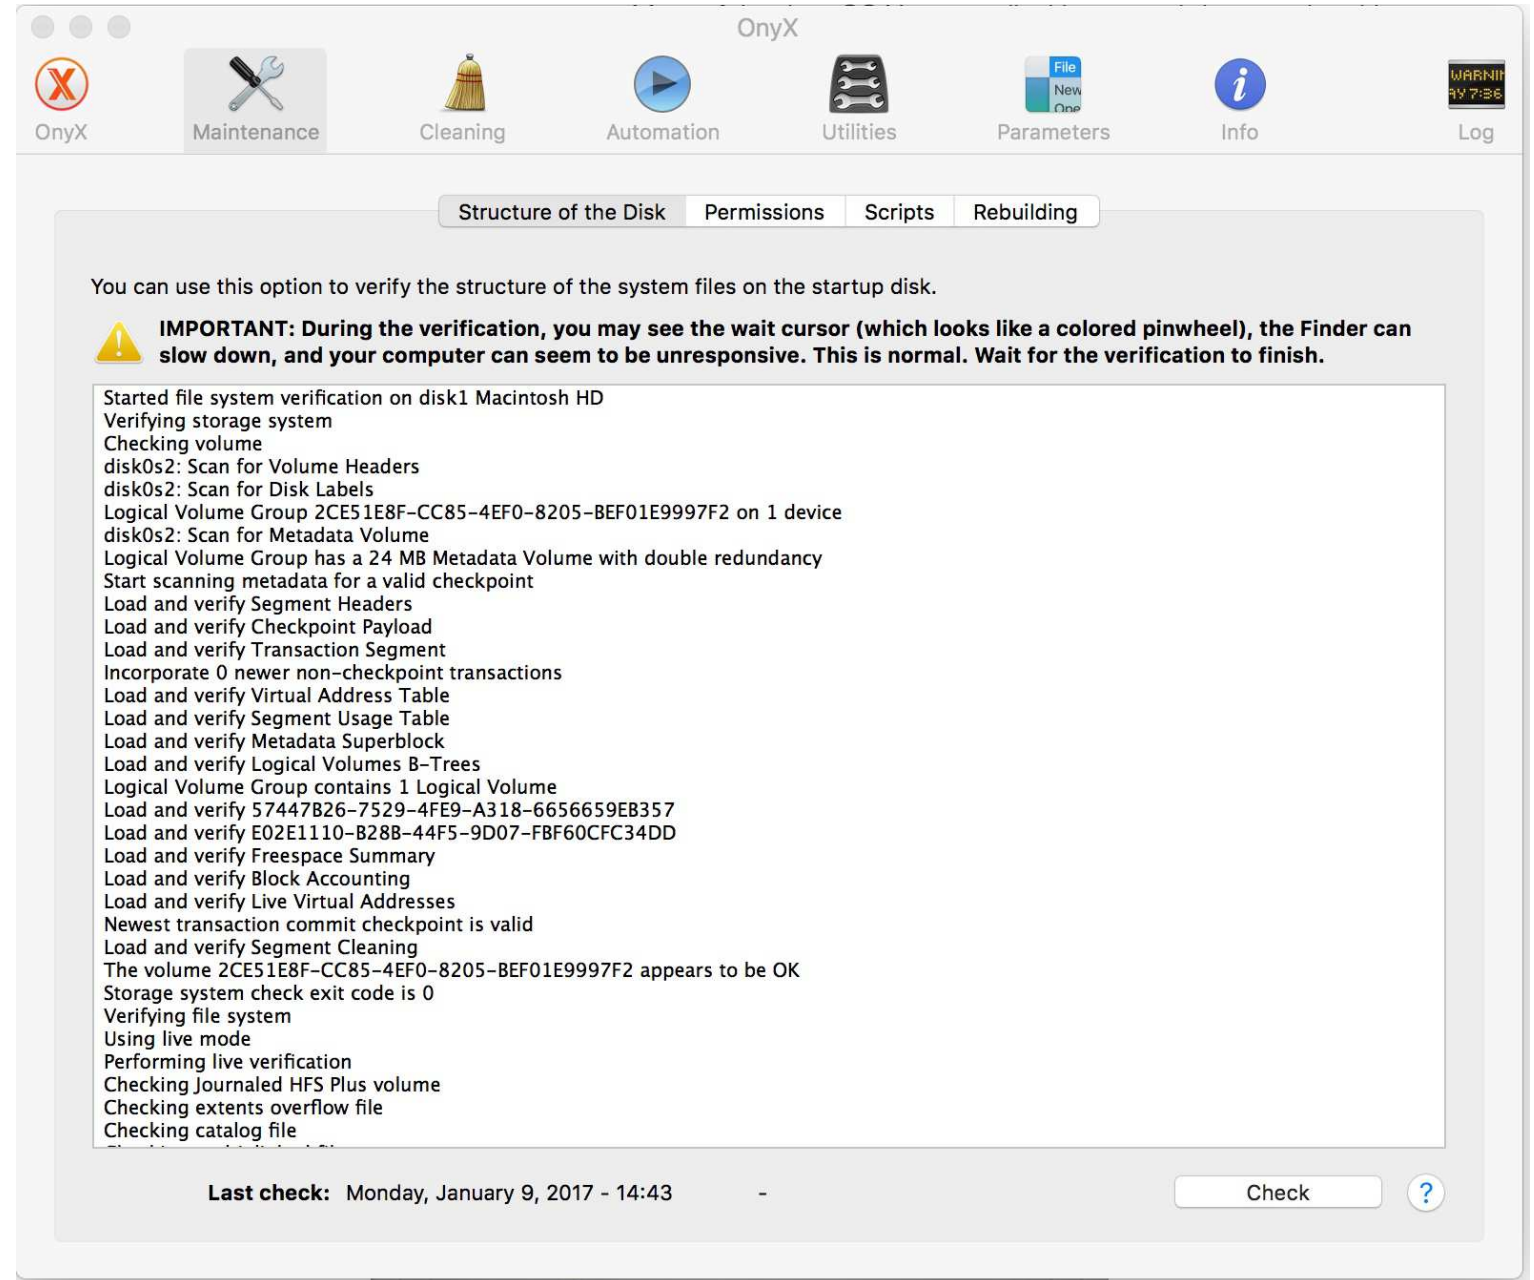 OnyX
File
New
Ope
WARNIN
AY 7:36
OnyX
Maintenance
Cleaning
Automation
Utilities
Parameters
Info
Log
Structure of the Disk
Permissions
Scripts
Rebuilding
You can use this option to verify the structure of the system files on the startup disk.
IMPORTANT: During the verification, you may see the wait cursor (which looks like a colored pinwheel), the Finder can
slow down, and your computer can seem to be unresponsive. This is normal. Wait for the verification to finish.
Started file system verification on disk1 Macintosh HD
Verifying storage system
Checking volume
disk0s2: Scan for Volume Headers
disk0s2: Scan for Disk Labels
Logical Volume Group 2CE51E8F-CC85-4EF0-8205-BEF01E9997F2 on 1 device
disk0s2: Scan for Metadata Volume
Logical Volume Group has a 24 MB Metadata Volume with double redundancy
Start scanning metadata for a valid checkpoint
Load and verify Segment Headers
Load and verify Checkpoint Payload
Load and verify Transaction Segment
Incorporate 0 newer non-checkpoint transactions
Load and verify Virtual Address Table
Load and verify Segment Usage Table
Load and verify Metadata Superblock
Load and verify Logical Volumes B-Trees
Logical Volume Group contains 1 Logical Volume
Load and verify 57447B26-7529-4FE9-A318-6656659EB357
Load and verify E02E1110-B28B-44F5-9D07-FBF60CFC34DD
Load and verify Freespace Summary
Load and verify Block Accounting
Load and verify Live Virtual Addresses
Newest transaction commit checkpoint is valid
Load and verify Segment Cleaning
The volume 2CE51E8F-CC85-4EF0-8205-BEF01E9997F2 appears to be OK
Storage system check exit code is 0
Verifying file system
Using live mode
Performing live verification
Checking Journaled HFS Plus volume
Checking extents overflow file
Checking catalog file
Last check: Monday, January 9, 2017 - 14:43 -
Check
?